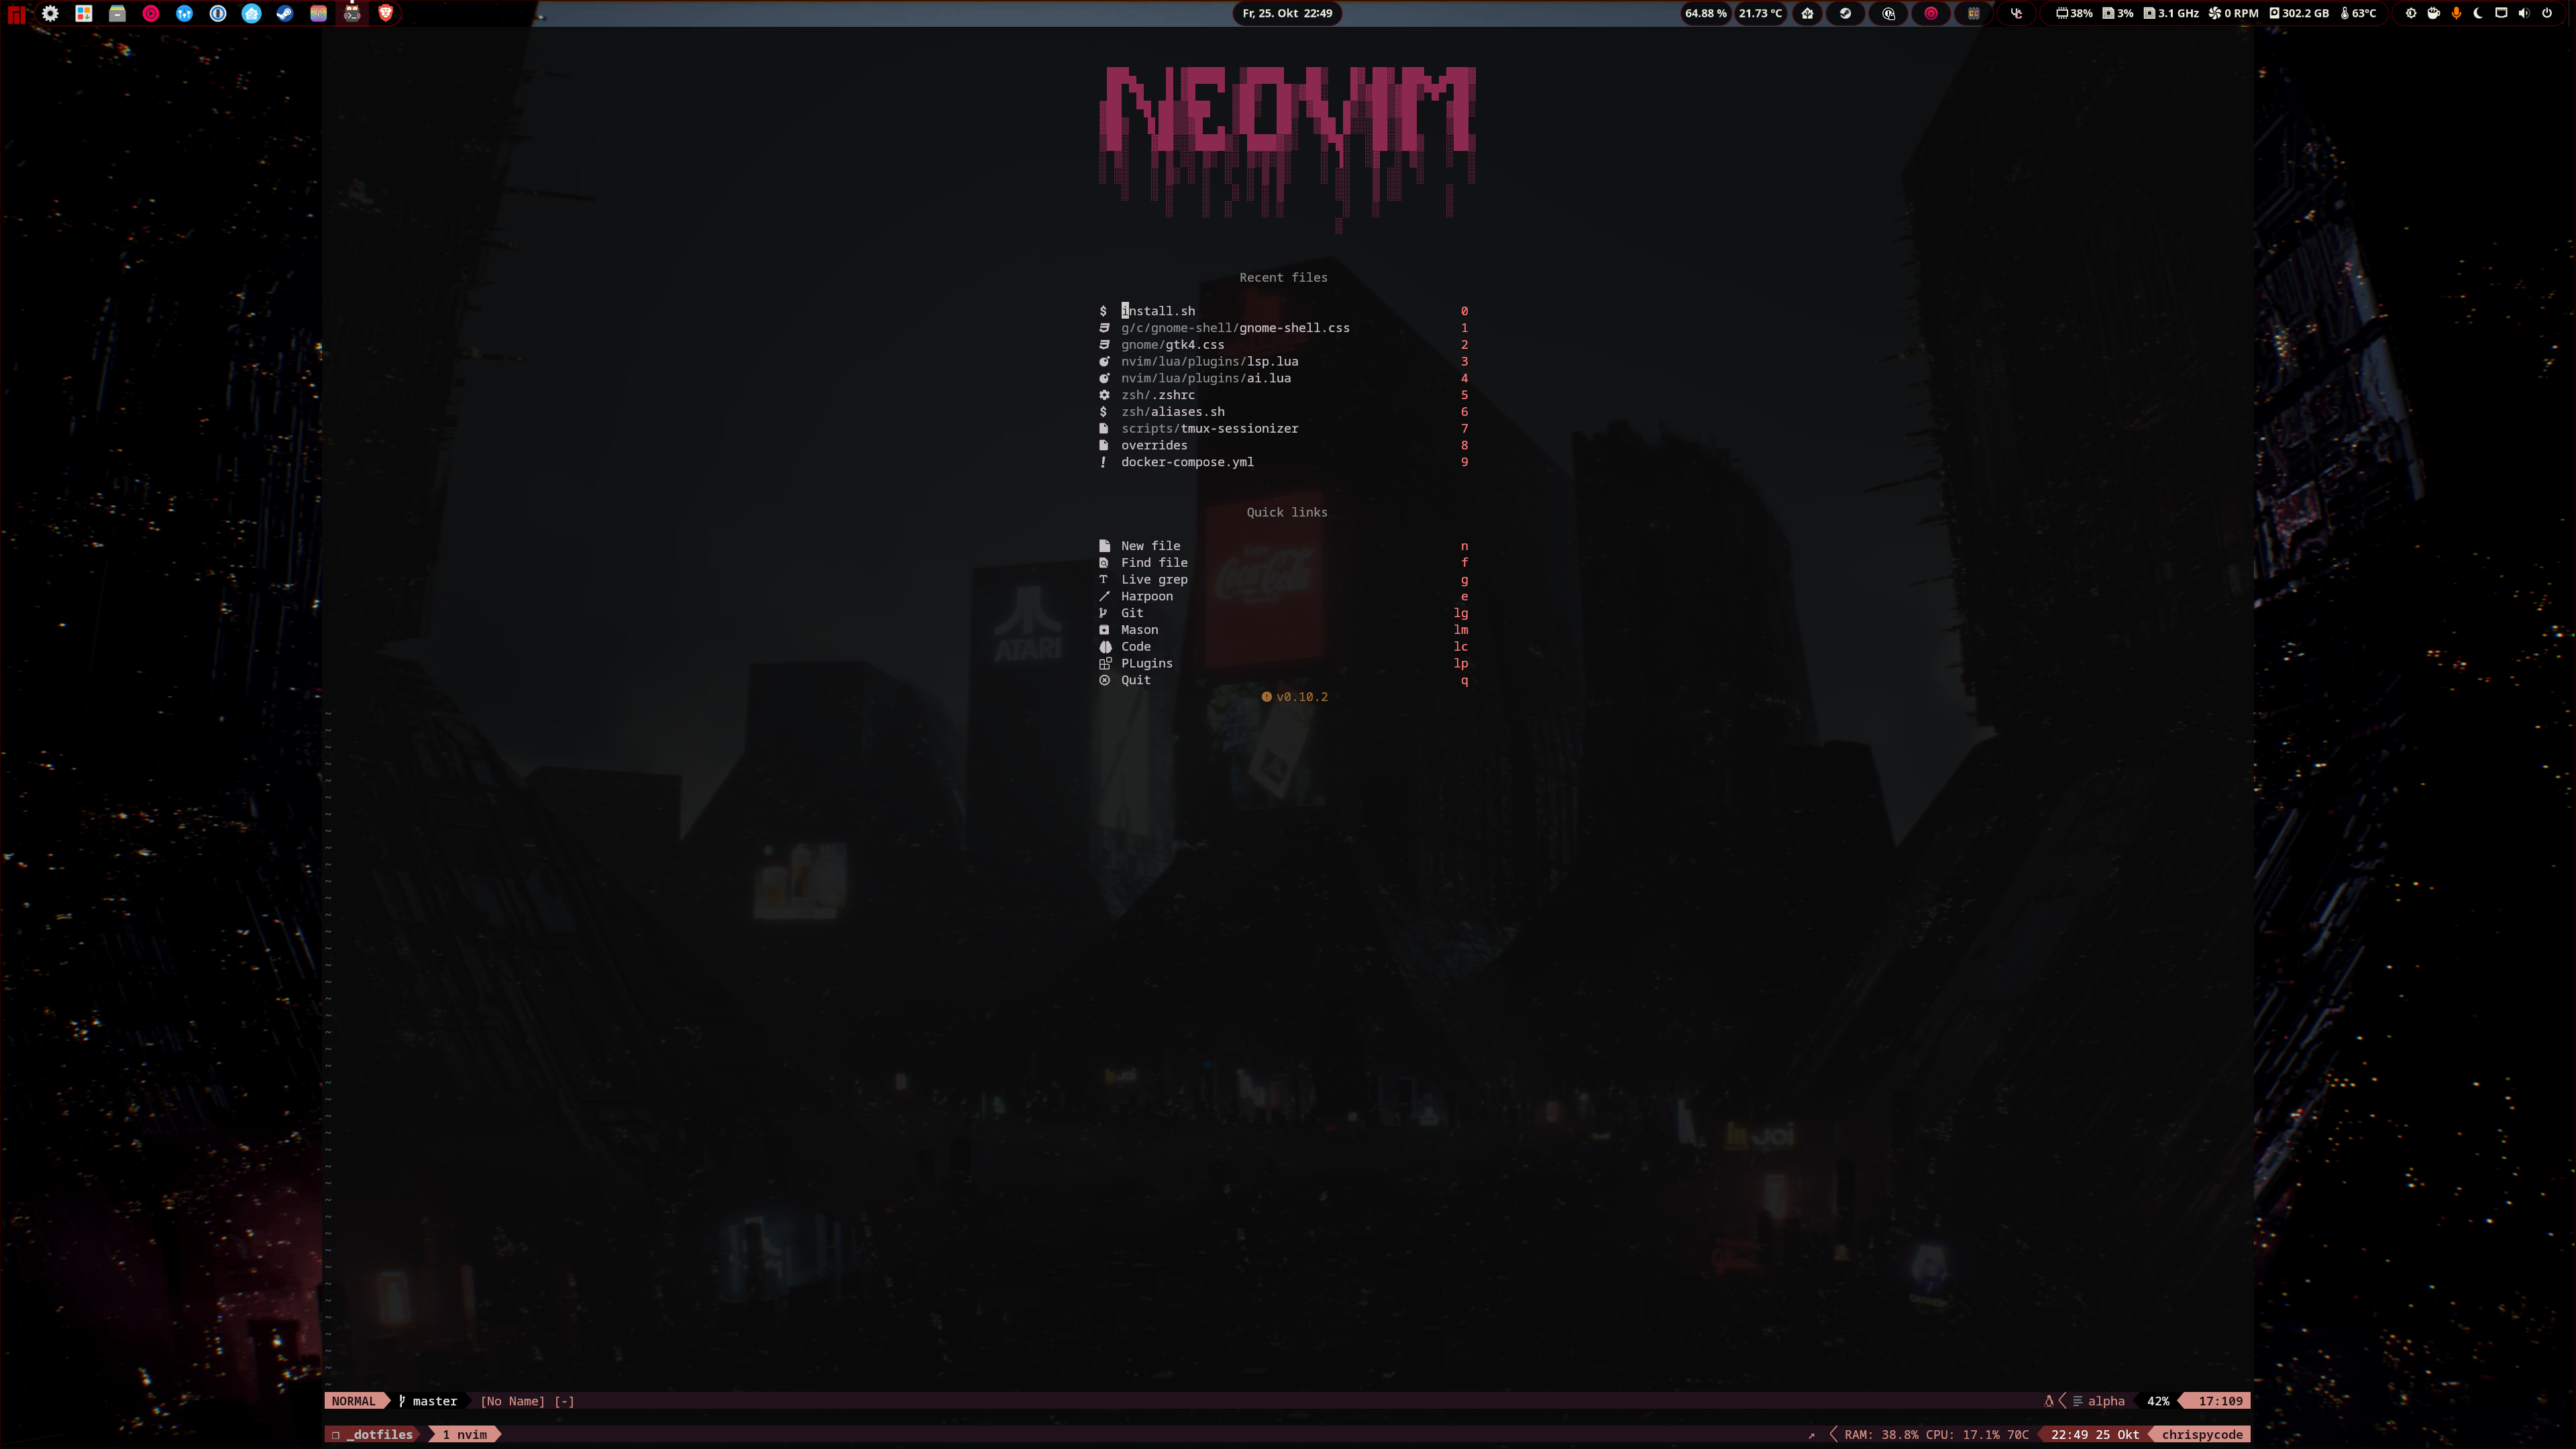 Fr, 25. Okt 22:49
64.88 %
21.73 °C
38%
3%
3.1 GHz
0 RPM
302.2 GB
63°C
NEOVIM
Recent files
$ install.sh 0
g/c/gnome-shell/gnome-shell.css 1
gnome/gtk4.css 2
nvim/lua/plugins/lsp.lua 3
nvim/lua/plugins/ai.lua 4
zsh/.zshrc 5
$ zsh/aliases.sh 6
scripts/tmux-sessionizer 7
overrides 8
! docker-compose.yml 9
Quick links
New file n
Find file f
Live grep g
Harpoon e
Git lg
Mason lm
Code lc
PLugins lp
Quit q
v0.10.2
Coca-Cola
ATARI
Joi
Joi
NORMAL master [No Name] [-] alpha 42% 17:109
_dotfiles 1 nvim RAM: 38.8% CPU: 17.1% 70C 22:49 25 Okt chrispycode